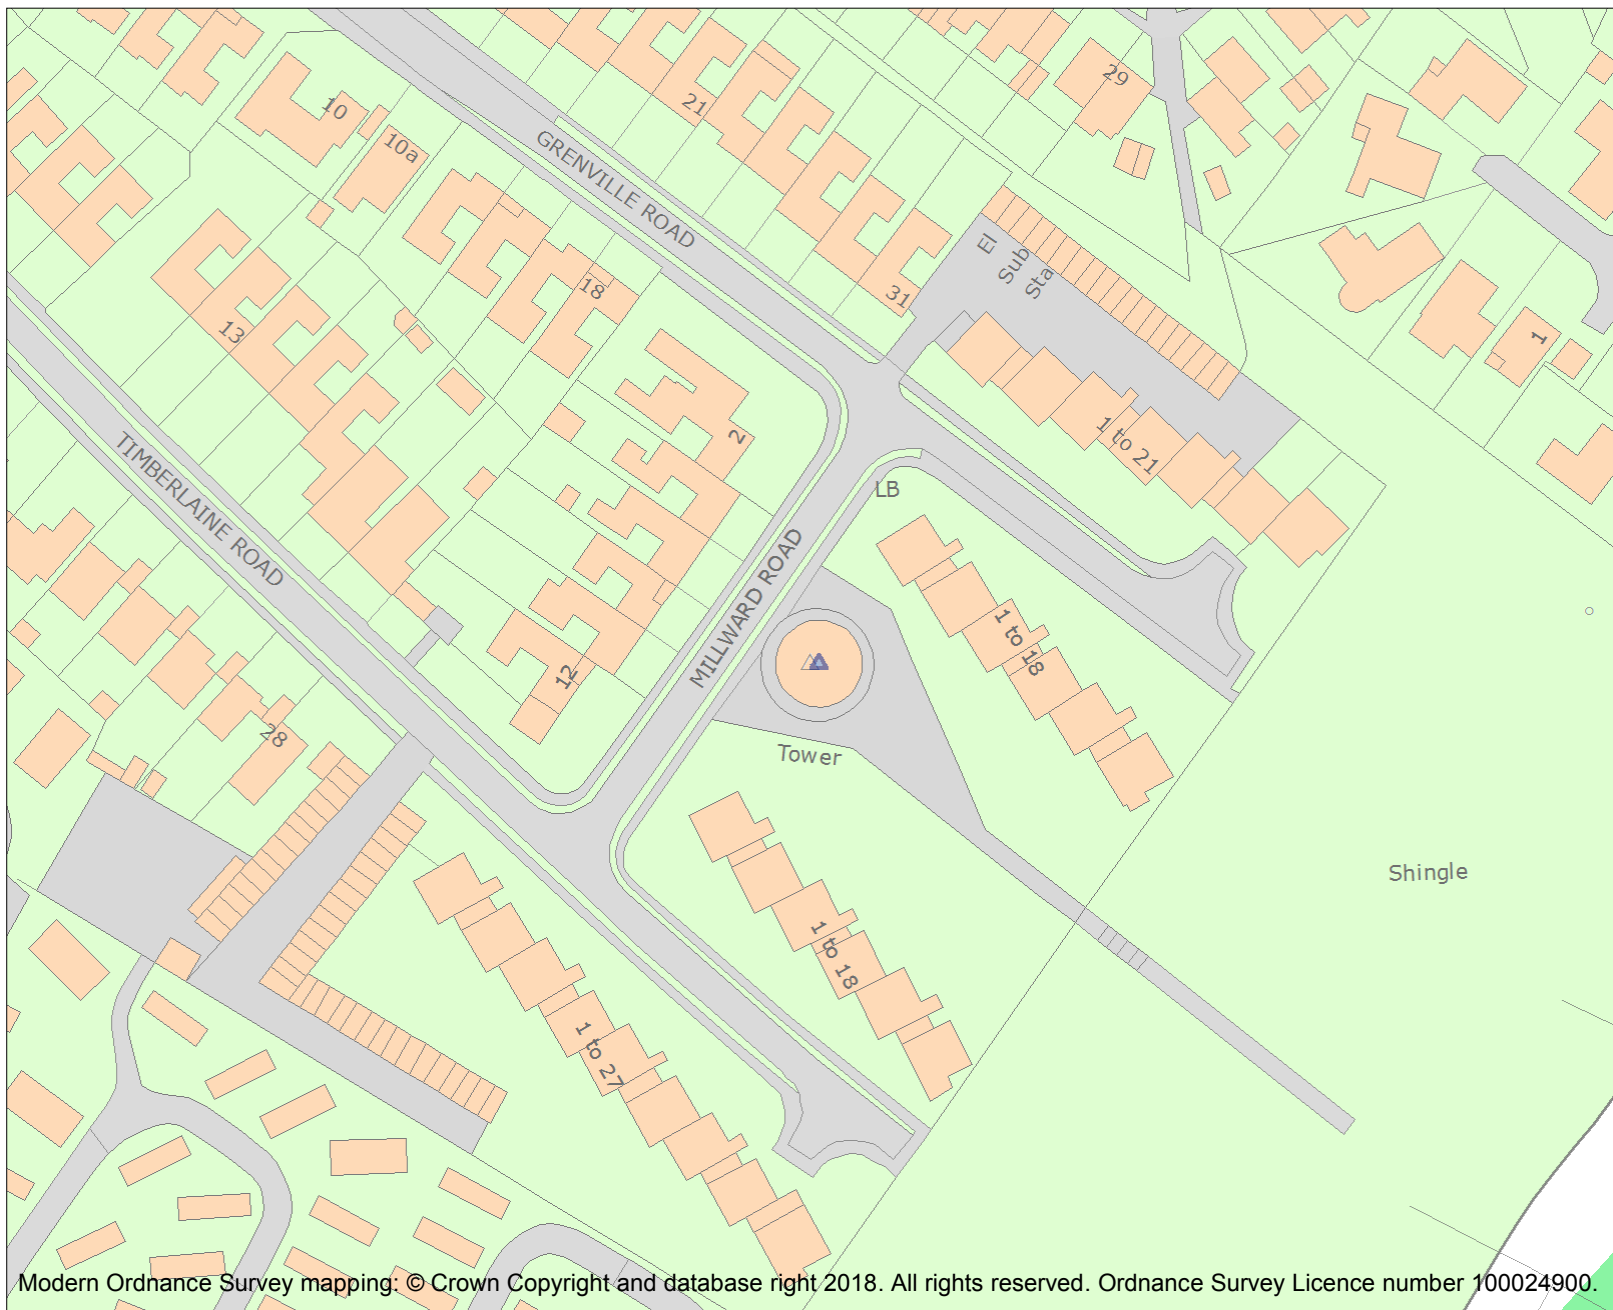 29
10
21
10a
GRENVILLE ROAD
El
Sub
Sta
18
31
13
1
2
1 to 21
TIMBERLAINE ROAD
LB
MILLWARD ROAD
1 to 18
12
28
Tower
Shingle
1 to 18
1 to 27
Modern Ordnance Survey mapping: © Crown Copyright and database right 2018. All rights reserved. Ordnance Survey Licence number 100024900.